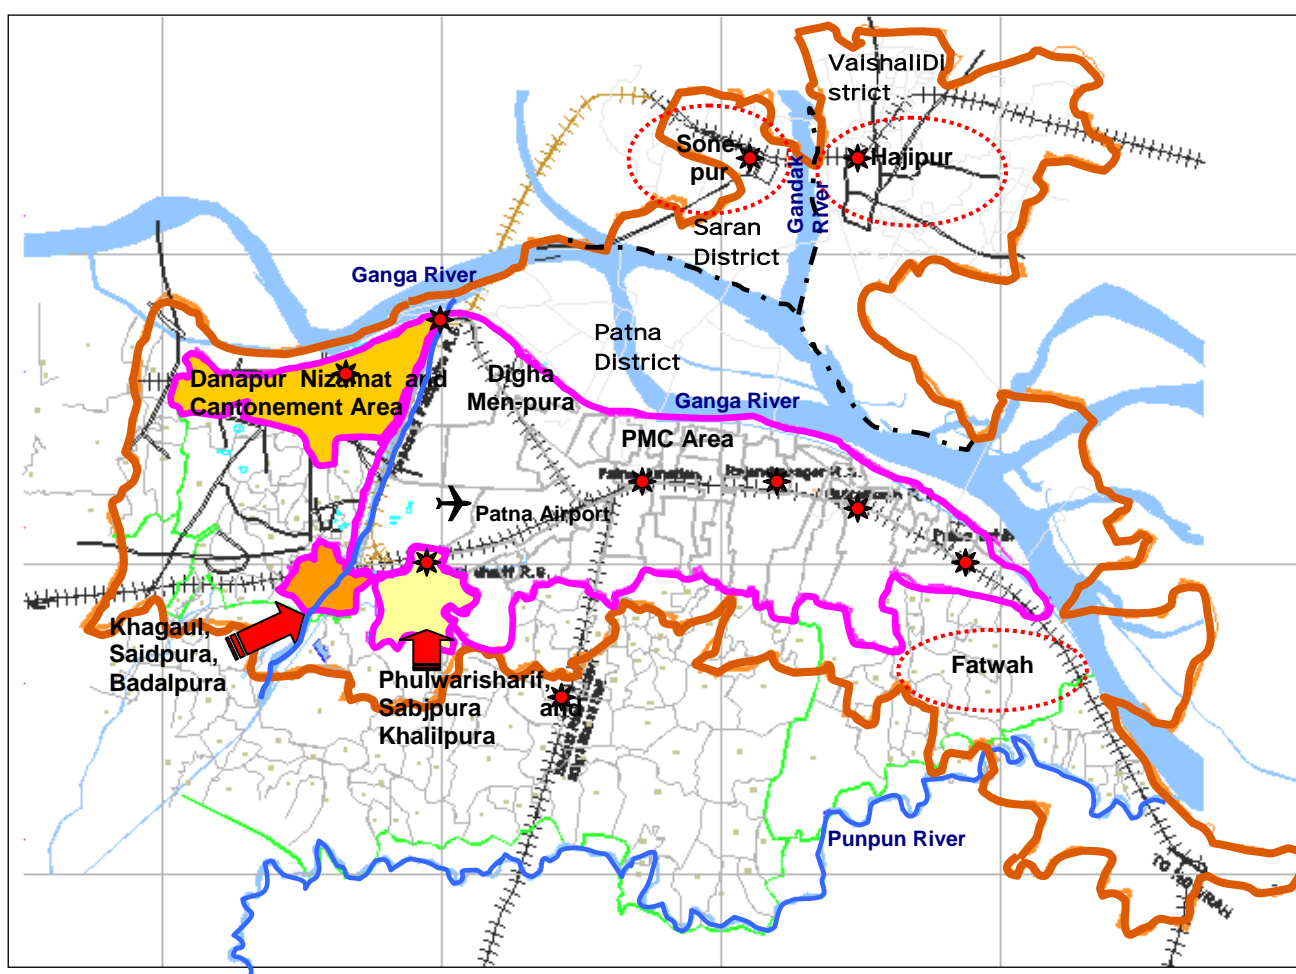 VaishaliDi
strict
Sone
pur
Hajipur
Gandak
River
Saran
District
Ganga River
Patna
District
Danapur Nizamat and
Cantonement Area
Digha
Men-pura
Ganga River
PMC Area
Patna Airport
Khagaul,
Saidpura,
Badalpura
Fatwah
Phulwarisharif,
Sabjpura and
Khalilpura
Punpun River